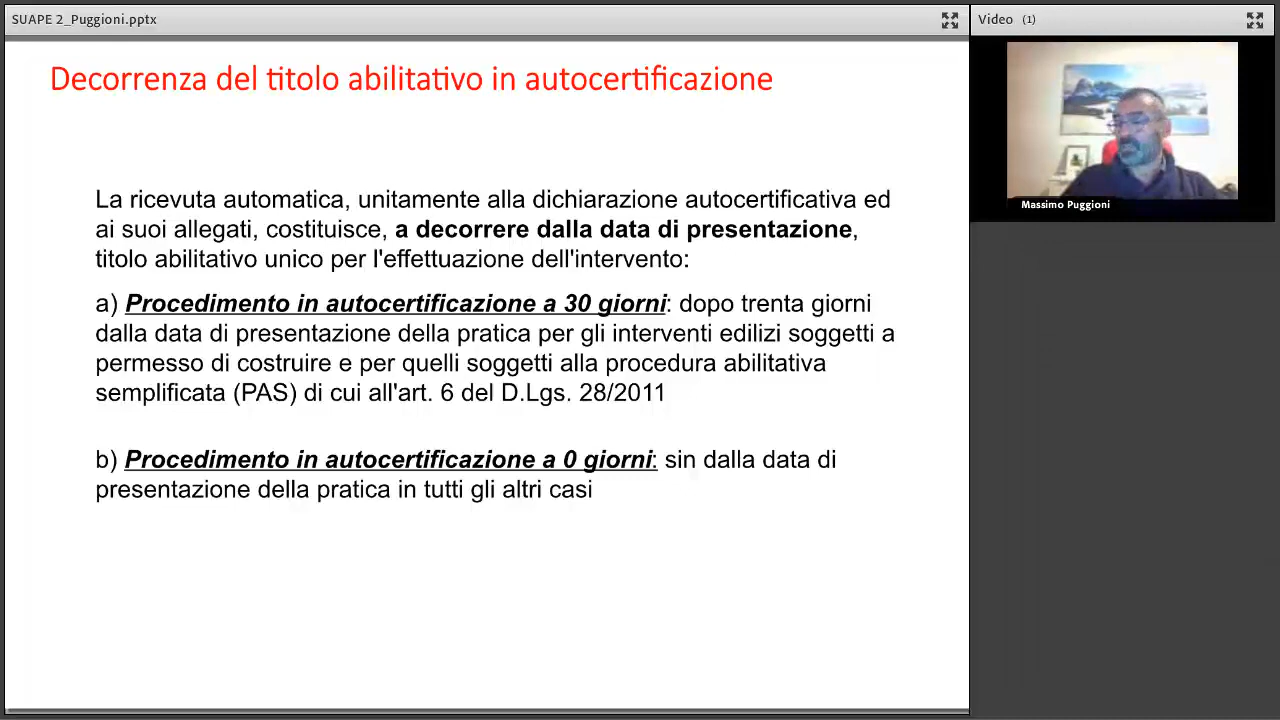 SUAPE 2_Puggioni.pptx
Video (1)
Decorrenza del titolo abilitativo in autocertificazione
Massimo Puggioni
La ricevuta automatica, unitamente alla dichiarazione autocertificativa ed
ai suoi allegati, costituisce, a decorrere dalla data di presentazione,
titolo abilitativo unico per l'effettuazione dell'intervento:
a) Procedimento in autocertificazione a 30 giorni: dopo trenta giorni
dalla data di presentazione della pratica per gli interventi edilizi soggetti a
permesso di costruire e per quelli soggetti alla procedura abilitativa
semplificata (PAS) di cui all'art. 6 del D.Lgs. 28/2011
b) Procedimento in autocertificazione a 0 giorni: sin dalla data di
presentazione della pratica in tutti gli altri casi